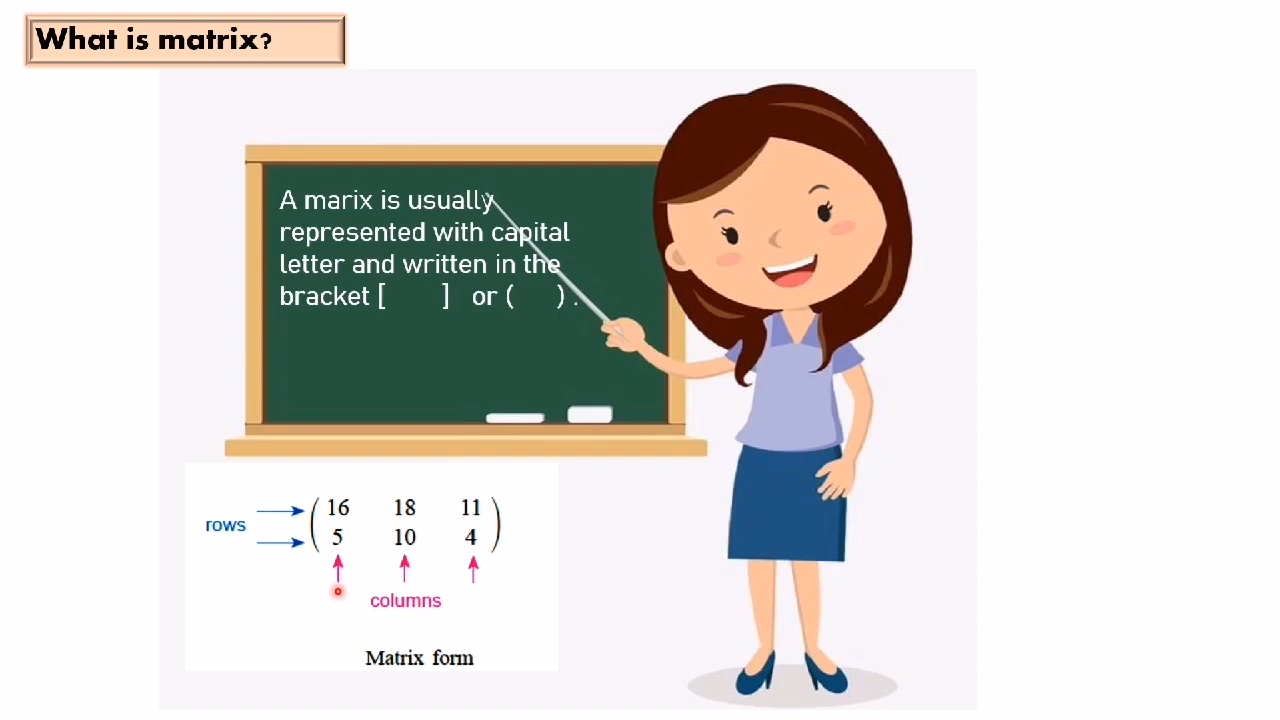 What is matrix?
A marix is usually
represented with capital
letter and written in the
bracket [ ] or ( ) .
rows
( 16 18 11
5 10 4 )
columns
Matrix form